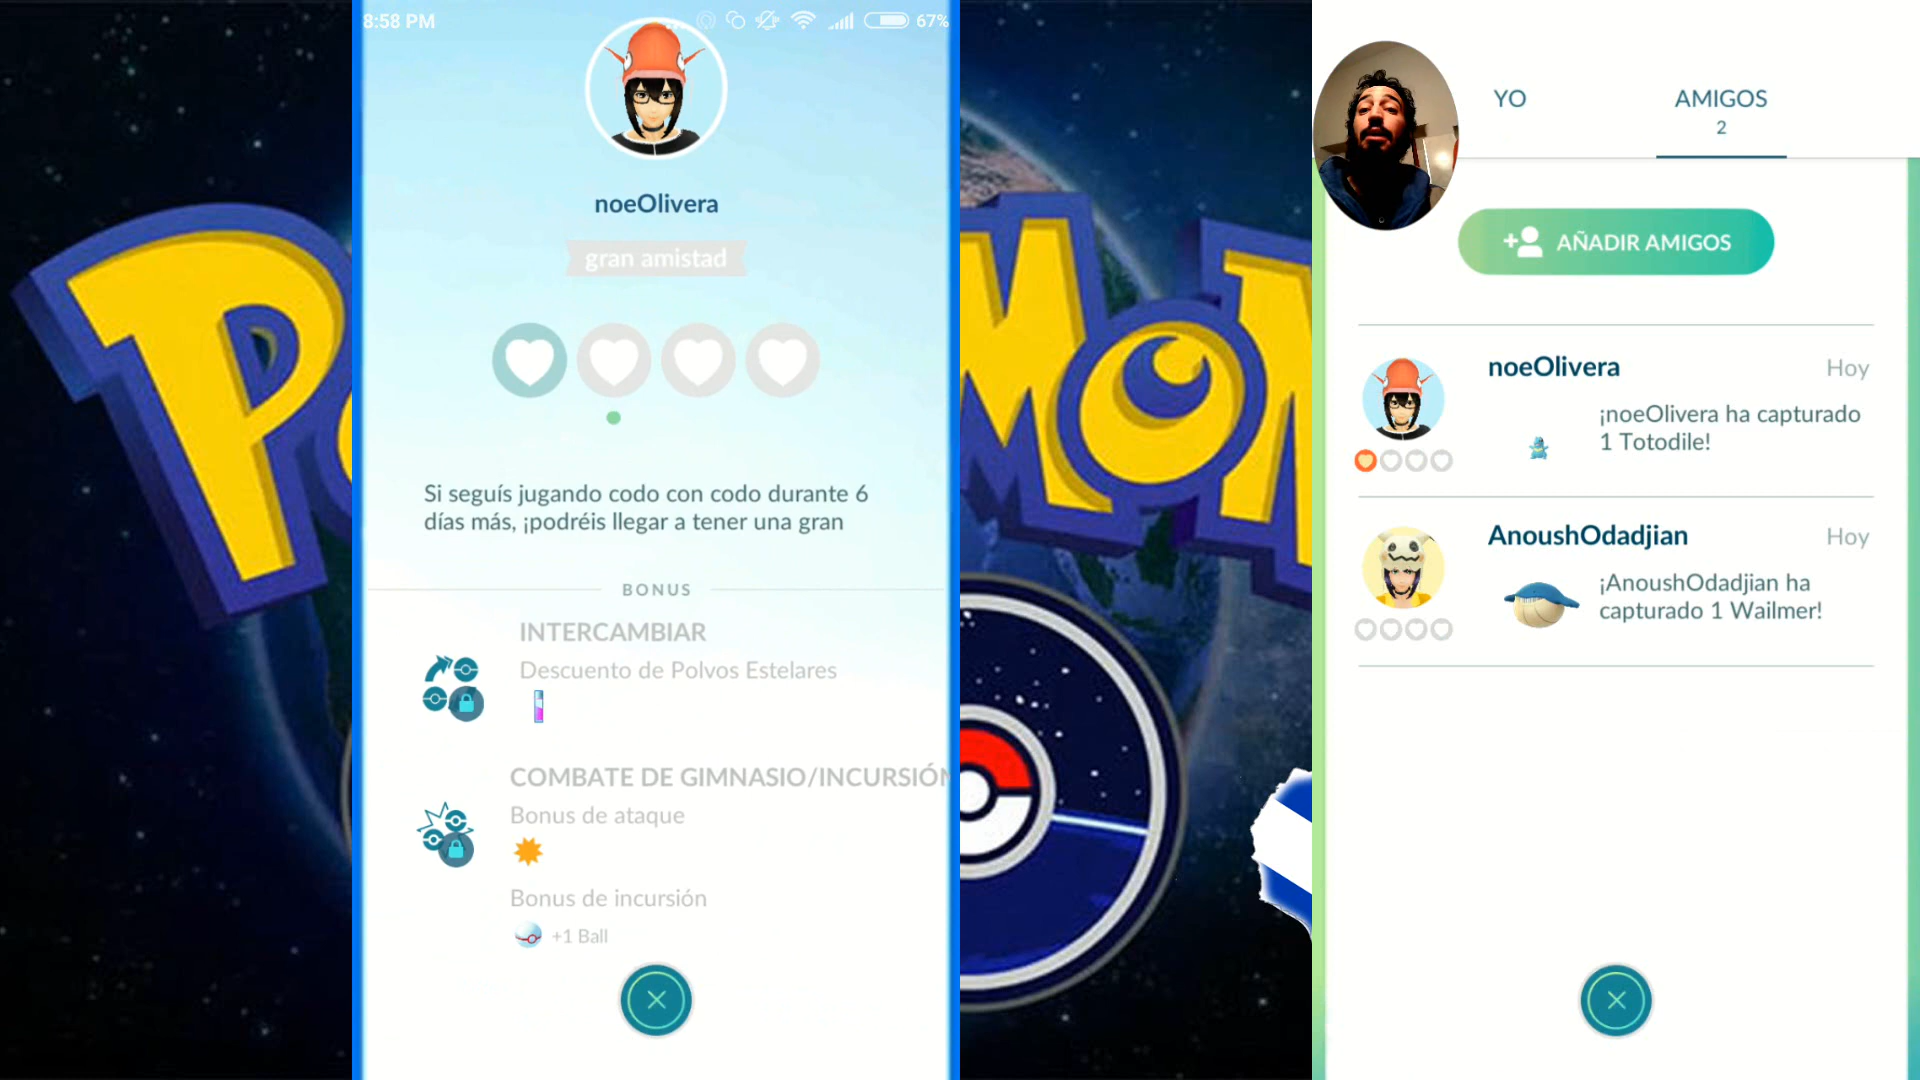 8:58 PM
67%
noeOlivera
gran amistad
Si seguís jugando codo con codo durante 6
días más, ¡podréis llegar a tener una gran
BONUS
INTERCAMBIAR
Descuento de Polvos Estelares
COMBATE DE GIMNASIO/INCURSIÓN
Bonus de ataque
Bonus de incursión
+1 Ball
YO
AMIGOS
2
AÑADIR AMIGOS
noeOlivera
Hoy
¡noeOlivera ha capturado
1 Totodile!
AnoushOdadjian
Hoy
¡AnoushOdadjian ha
capturado 1 Wailmer!